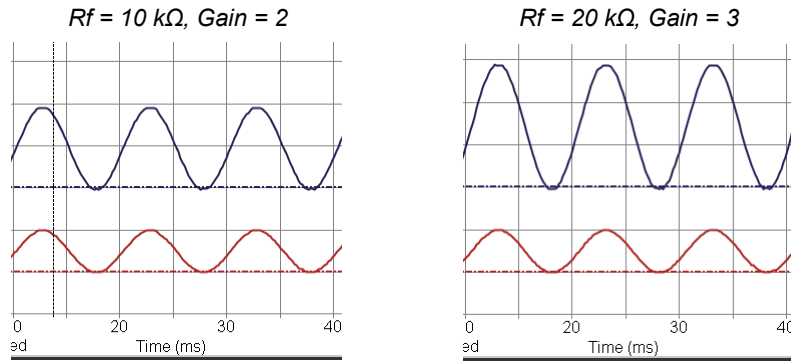 Rf = 10 kΩ, Gain = 2
0 20 30 40
ed Time (ms)
Rf = 20 kΩ, Gain = 3
0 20 30 40
ed Time (ms)